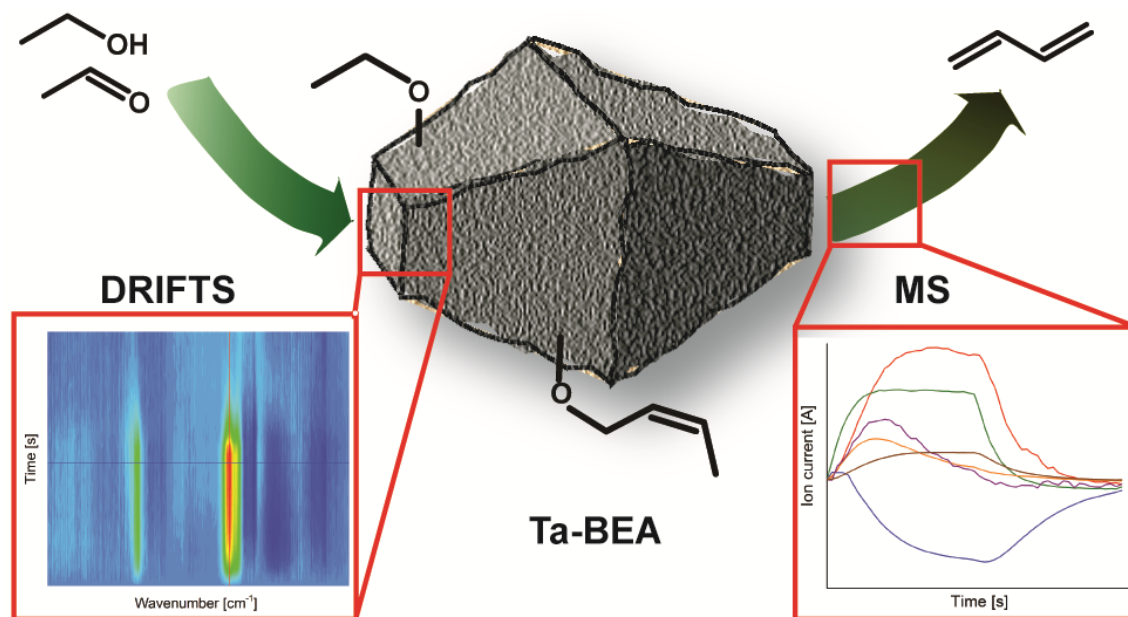 OH
O
O
DRIFTS
MS
Time [s]
Wavenumber [cm⁻¹]
O
Ta-BEA
Ion current [A]
Time [s]